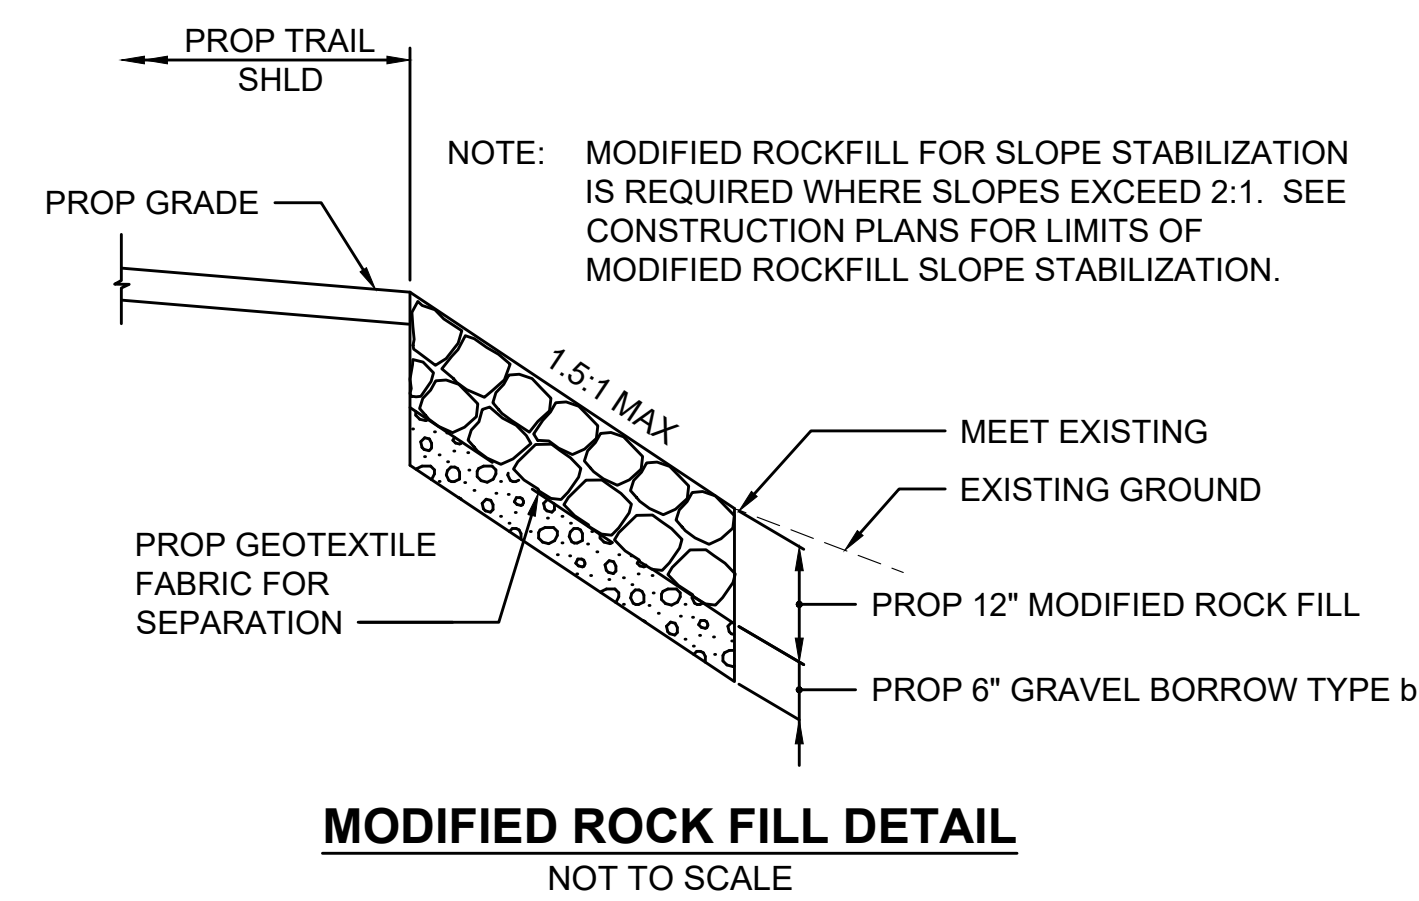 PROP TRAIL
SHLD
NOTE: MODIFIED ROCKFILL FOR SLOPE STABILIZATION
IS REQUIRED WHERE SLOPES EXCEED 2:1. SEE
CONSTRUCTION PLANS FOR LIMITS OF
MODIFIED ROCKFILL SLOPE STABILIZATION.
PROP GRADE
1.5:1 MAX
MEET EXISTING
EXISTING GROUND
PROP GEOTEXTILE
FABRIC FOR
SEPARATION
PROP 12" MODIFIED ROCK FILL
PROP 6" GRAVEL BORROW TYPE b
MODIFIED ROCK FILL DETAIL
NOT TO SCALE